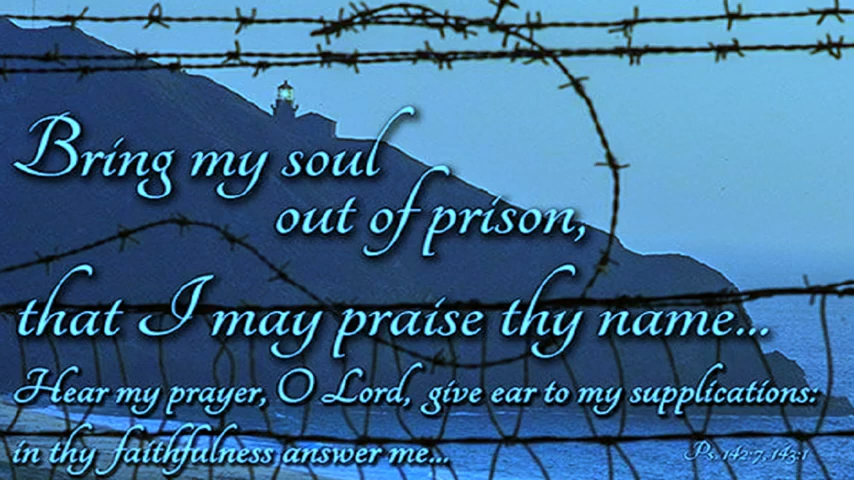 Bring my soul
out of prison,
that I may praise thy name...
Hear my prayer, O Lord, give ear to my supplications:
in thy faithfulness answer me...
Ps. 142:7, 143:1